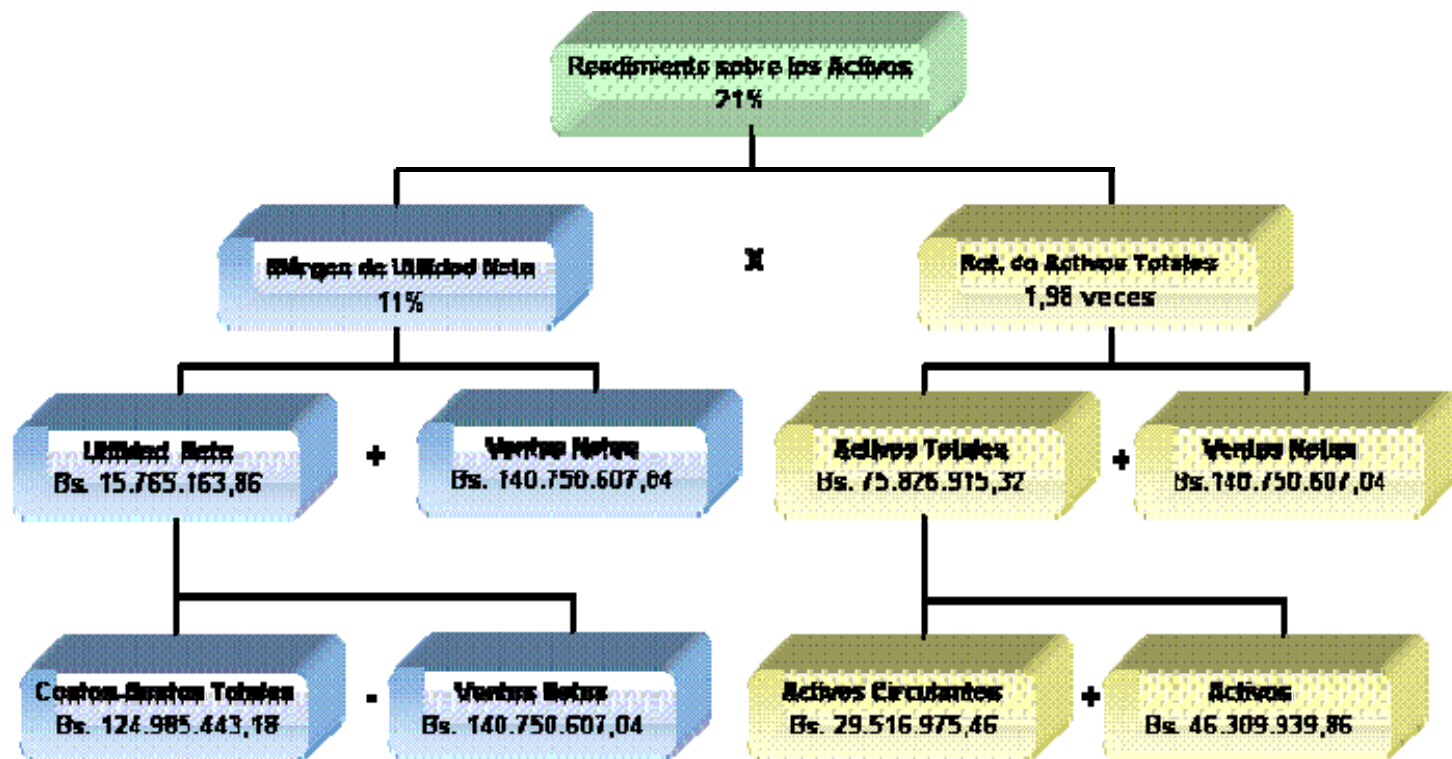 Rendimiento sobre los Activos
21%
Márgen de Utilidad Neta
11%
X
Rot. de Activos Totales
1,98 veces
Utilidad Neta
Bs. 15.765.163,86
+
Ventas Netas
Bs. 140.750.607,04
Activos Totales
Bs. 75.826.915,32
+
Ventas Netas
Bs.140.750.607,04
Costos-Gastos Totales
Bs. 124.985.443,18
-
Ventas Netas
Bs. 140.750.607,04
Activos Circulantes
Bs. 29.516.975,46
+
Activos
Bs. 46.309.939,86